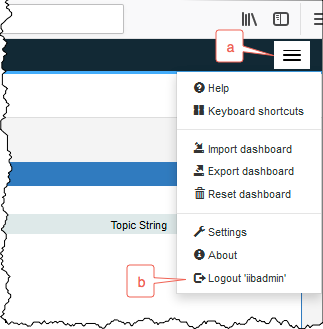 a
Help
Keyboard shortcuts
Import dashboard
Export dashboard
Reset dashboard
Topic String
Settings
About
b
Logout 'iibadmin'